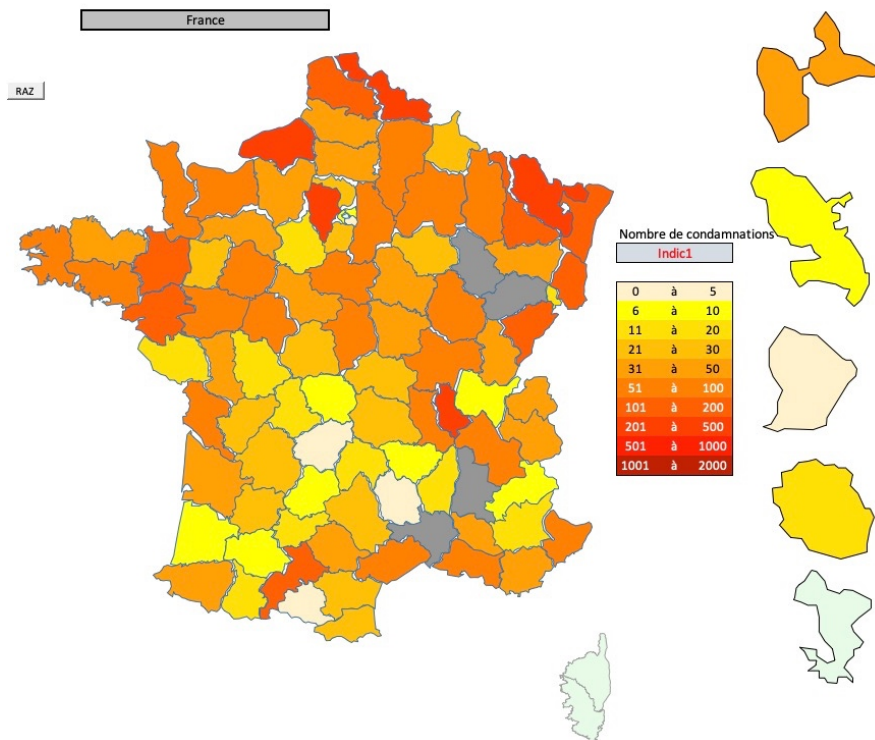 France
RAZ
Nombre de condamnations
Indic1
0 à 5
6 à 10
11 à 20
21 à 30
31 à 50
51 à 100
101 à 200
201 à 500
501 à 1000
1001 à 2000